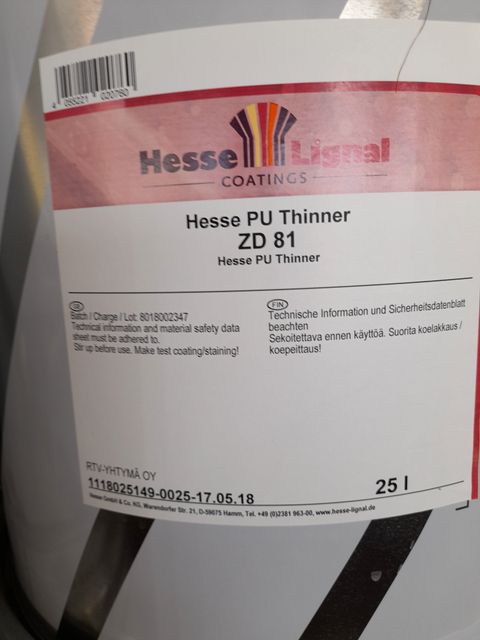 4 055221 020760
Hesse Lignal
COATINGS
Hesse PU Thinner
ZD 81
Hesse PU Thinner
GB
Batch / Charge / Lot: 8018002347
Technical information and material safety data
sheet must be adhered to.
Stir up before use. Make test coating/staining!
FIN
Technische Information und Sicherheitsdatenblatt
beachten
Sekoitettava ennen käyttöä. Suorita koelakkaus /
koepeittaus!
RTV-YHTYMÄ OY
1118025149-0025-17.05.18
25 l
Hesse GmbH & Co. KG, Warendorfer Str. 21, D-59075 Hamm, Tel. +49 (0)2381 963-00, www.hesse-lignal.de